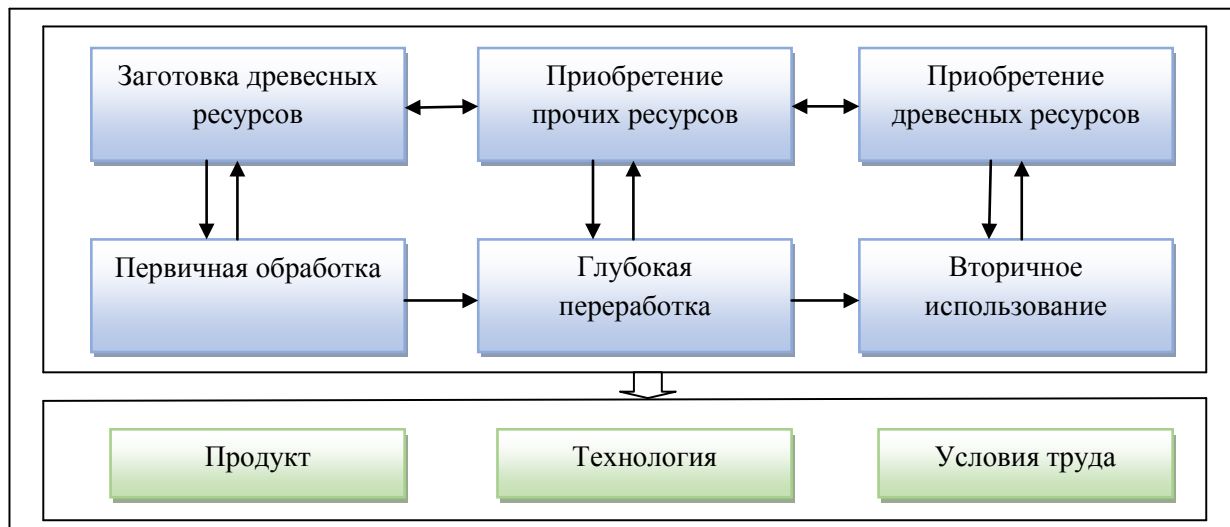 Заготовка древесных
ресурсов
Приобретение
прочих ресурсов
Приобретение
древесных ресурсов
Первичная обработка
Глубокая
переработка
Вторичное
использование
Продукт
Технология
Условия труда